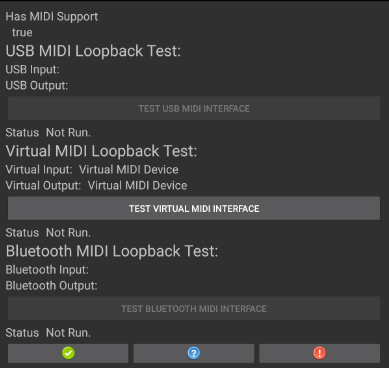 Has MIDI Support
true
USB MIDI Loopback Test:
USB Input:
USB Output:
TEST USB MIDI INTERFACE
Status Not Run.
Virtual MIDI Loopback Test:
Virtual Input: Virtual MIDI Device
Virtual Output: Virtual MIDI Device
TEST VIRTUAL MIDI INTERFACE
Status Not Run.
Bluetooth MIDI Loopback Test:
Bluetooth Input:
Bluetooth Output:
TEST BLUETOOTH MIDI INTERFACE
Status Not Run.